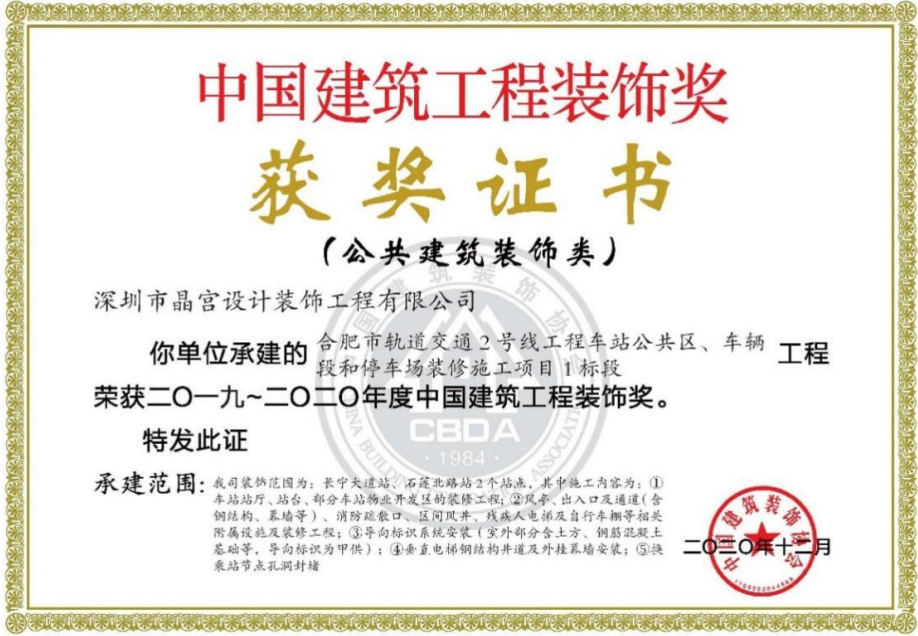 中国建筑工程装饰奖
获奖证书
(公共建筑装饰类)
深圳市晶宫设计装饰工程有限公司
你单位承建的 合肥市轨道交通2号线工程车站公共区、车辆段和停车场装修施工项目1标段 工程
荣获二〇一九~二〇二〇年度中国建筑工程装饰奖。
特发此证
承建范围: 我司装饰范围为:长宁大道站、石莲北路站2个站点,其中施工内容为:①
车站站厅、站台、部分车站物业开发区的装修工程;②风亭、出入口及通道(含
钢结构、幕墙等)、消防疏散口、区间风井、残疾人电梯及自行车棚等相关
附属设施及装修工程;③导向标识系统安装(室外部分含土方、钢筋混凝土
基础等,导向标识为甲供);④垂直电梯钢结构井道及外挂幕墙安装;⑤换
乘站节点孔洞封堵
二〇二〇年十二月
中国建筑装饰协会
中国建筑装饰协会
CBDA
·1984·
CHINA BUILDING DECORATION ASSOCIATION